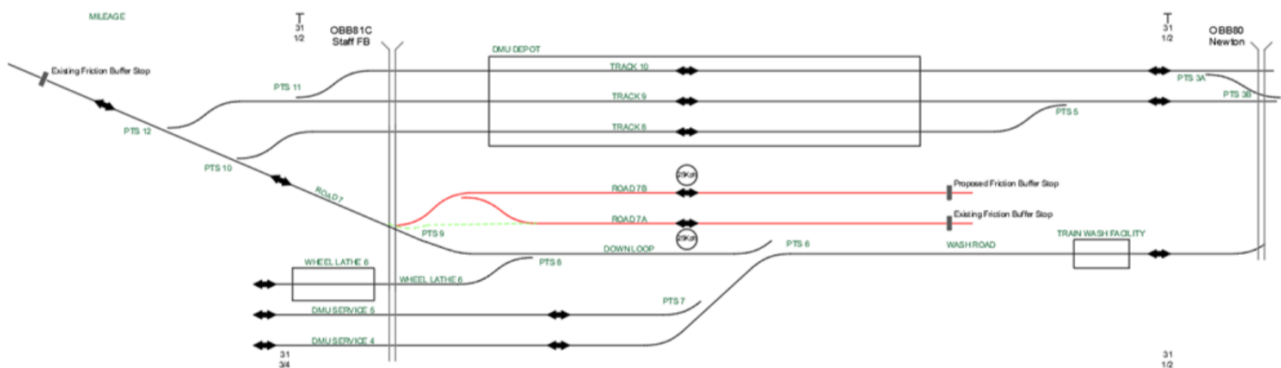 MILEAGE
T
31
1/2
OBB81C
Staff FB
T
31
1/2
OBB80
Newton
DMU DEPOT
Existing Friction Buffer Stop
TRACK 10
PTS 11
PTS 3A
TRACK 9
PTS 3B
PTS 12
TRACK 8
PTS 5
PTS 10
ROAD 7
ROAD 7B
Proposed Friction Buffer Stop
ROAD 7A
Existing Friction Buffer Stop
PTS 9
DOWN LOOP
PTS 6
WASH ROAD
TRAIN WASH FACILITY
WHEEL LATHE 6
PTS 8
WHEEL LATHE 6
DMU SERVICE 5
PTS 7
DMU SERVICE 4
31
3/4
31
1/2